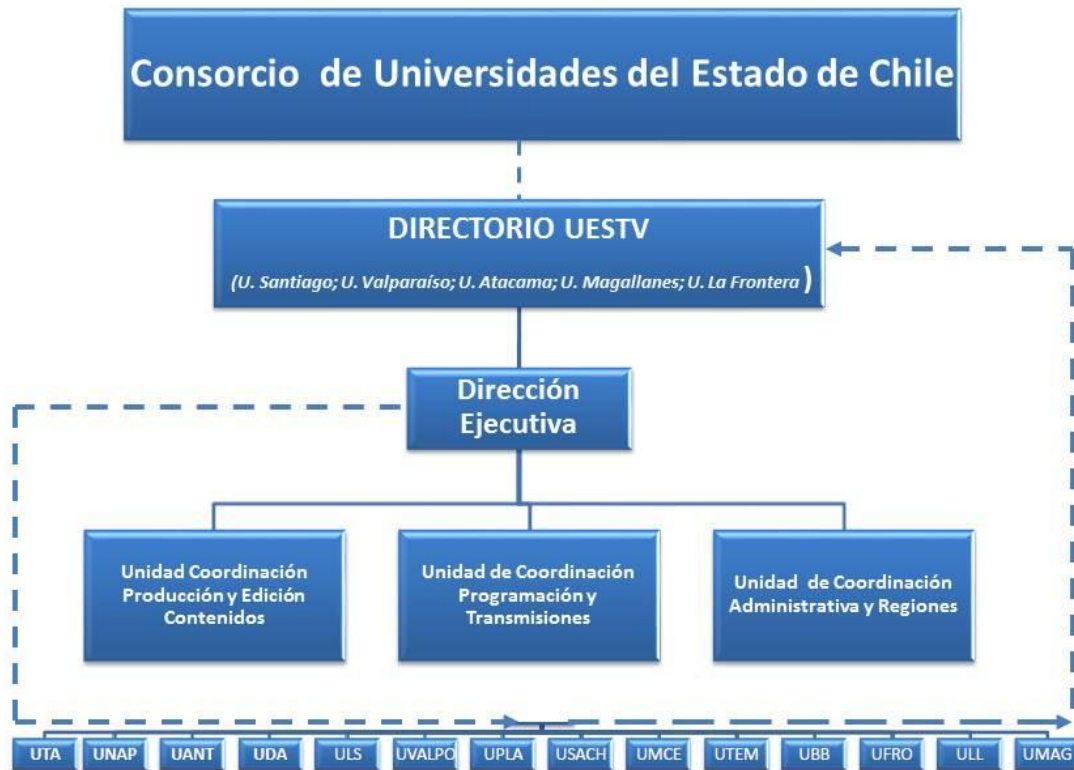 Consorcio de Universidades del Estado de Chile
DIRECTORIO UESTV
(U. Santiago; U. Valparaíso; U. Atacama; U. Magallanes; U. La Frontera )
Dirección
Ejecutiva
Unidad Coordinación
Producción y Edición
Contenidos
Unidad de Coordinación
Programación y
Transmisiones
Unidad de Coordinación
Administrativa y Regiones
UTA
UNAP
UANT
UDA
ULS
UVALPO
UPLA
USACH
UMCE
UTEM
UBB
UFRO
ULL
UMAG